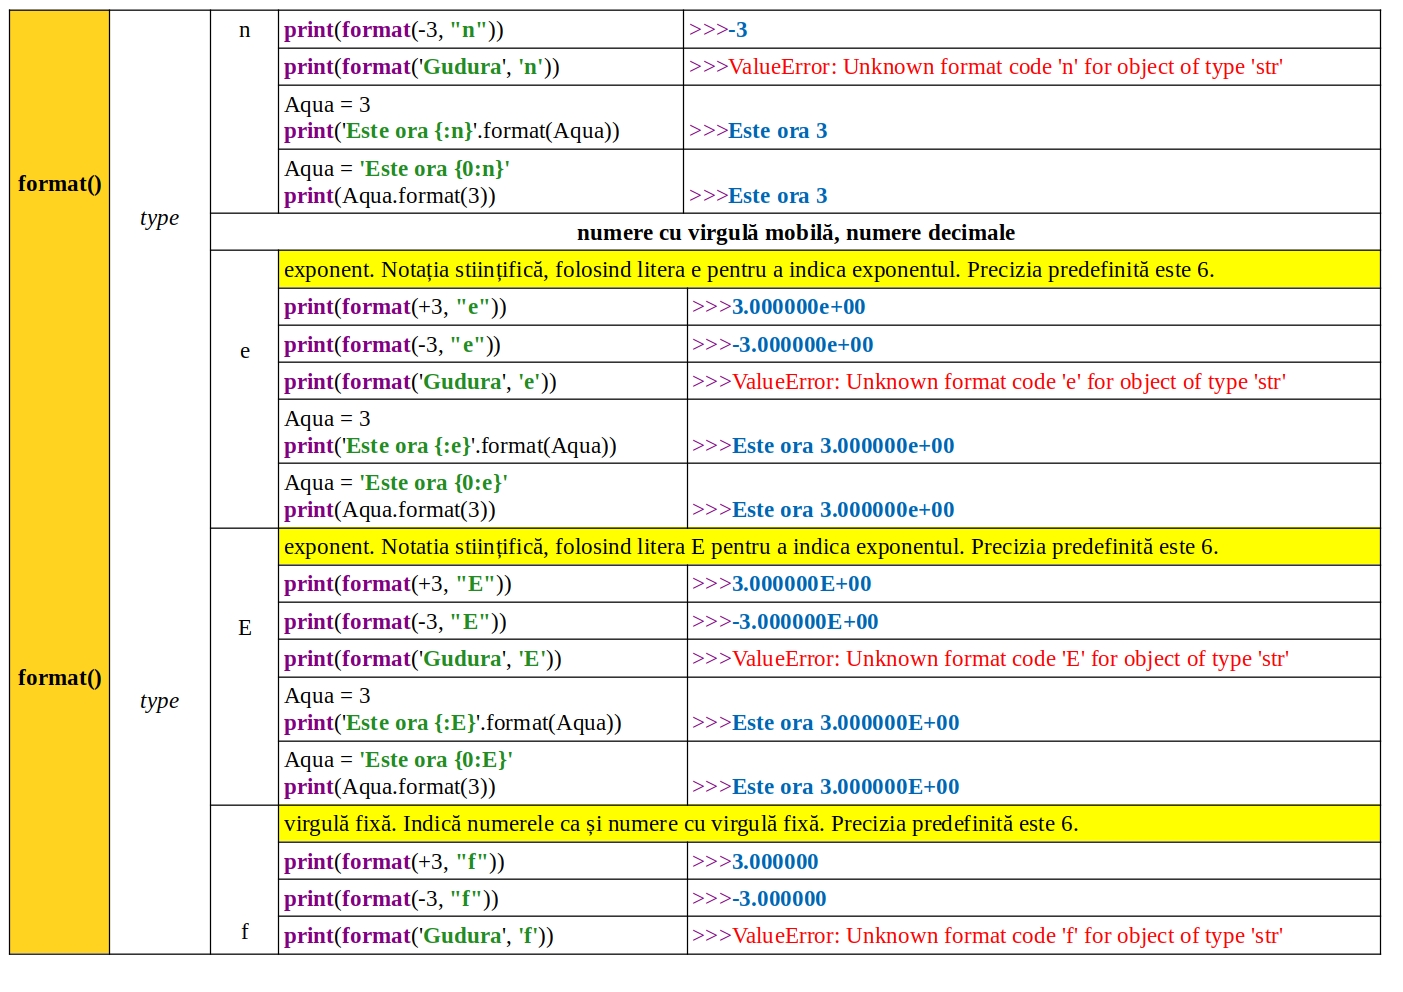 n
print(format(-3, "n"))
>>>-3
print(format('Gudura', 'n'))
>>>ValueError: Unknown format code 'n' for object of type 'str'
Aqua = 3
print('Este ora {:n}'.format(Aqua))
>>>Este ora 3
format()
type
Aqua = 'Este ora {0:n}'
print(Aqua.format(3))
>>>Este ora 3
numere cu virgulă mobilă, numere decimale
e
exponent. Notația stiințifică, folosind litera e pentru a indica exponentul. Precizia predefinită este 6.
print(format(+3, "e"))
>>>3.000000e+00
print(format(-3, "e"))
>>>-3.000000e+00
print(format('Gudura', 'e'))
>>>ValueError: Unknown format code 'e' for object of type 'str'
Aqua = 3
print('Este ora {:e}'.format(Aqua))
>>>Este ora 3.000000e+00
Aqua = 'Este ora {0:e}'
print(Aqua.format(3))
>>>Este ora 3.000000e+00
E
exponent. Notatia stiințifică, folosind litera E pentru a indica exponentul. Precizia predefinită este 6.
print(format(+3, "E"))
>>>3.000000E+00
print(format(-3, "E"))
>>>-3.000000E+00
print(format('Gudura', 'E'))
>>>ValueError: Unknown format code 'E' for object of type 'str'
format()
type
Aqua = 3
print('Este ora {:E}'.format(Aqua))
>>>Este ora 3.000000E+00
Aqua = 'Este ora {0:E}'
print(Aqua.format(3))
>>>Este ora 3.000000E+00
f
virgulă fixă. Indică numerele ca și numere cu virgulă fixă. Precizia predefinită este 6.
print(format(+3, "f"))
>>>3.000000
print(format(-3, "f"))
>>>-3.000000
print(format('Gudura', 'f'))
>>>ValueError: Unknown format code 'f' for object of type 'str'